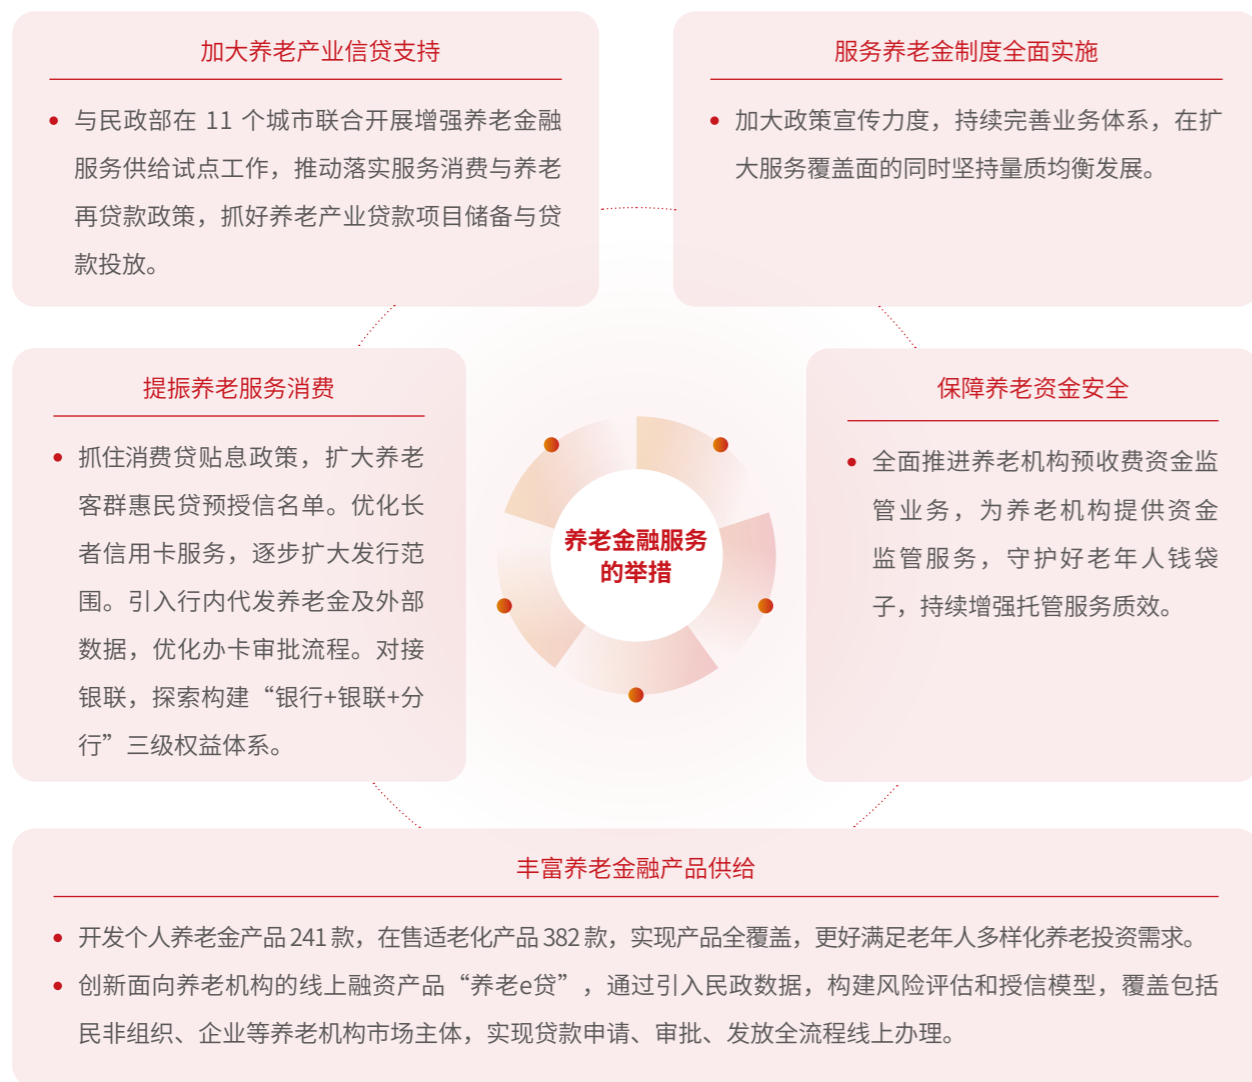 加大养老产业信贷支持
与民政部在 11 个城市联合开展增强养老金融
服务供给试点工作，推动落实服务消费与养老
再贷款政策，抓好养老产业贷款项目储备与贷
款投放。
服务养老金制度全面实施
加大政策宣传力度，持续完善业务体系，在扩
大服务覆盖面的同时坚持量质均衡发展。
提振养老服务消费
抓住消费贷贴息政策，扩大养老
客群惠民贷预授信名单。优化长
者信用卡服务，逐步扩大发行范
围。引入行内代发养老金及外部
数据，优化办卡审批流程。对接
银联，探索构建“银行+银联+分
行”三级权益体系。
养老金融服务
的举措
保障养老资金安全
全面推进养老机构预收费资金监
管业务，为养老机构提供资金
监管服务，守护好老年人钱袋
子，持续增强托管服务质效。
丰富养老金融产品供给
开发个人养老金产品 241 款，在售适老化产品 382 款，实现产品全覆盖，更好满足老年人多样化养老投资需求。
创新面向养老机构的线上融资产品“养老e贷”，通过引入民政数据，构建风险评估和授信模型，覆盖包括
民非组织、企业等养老机构市场主体，实现贷款申请、审批、发放全流程线上办理。